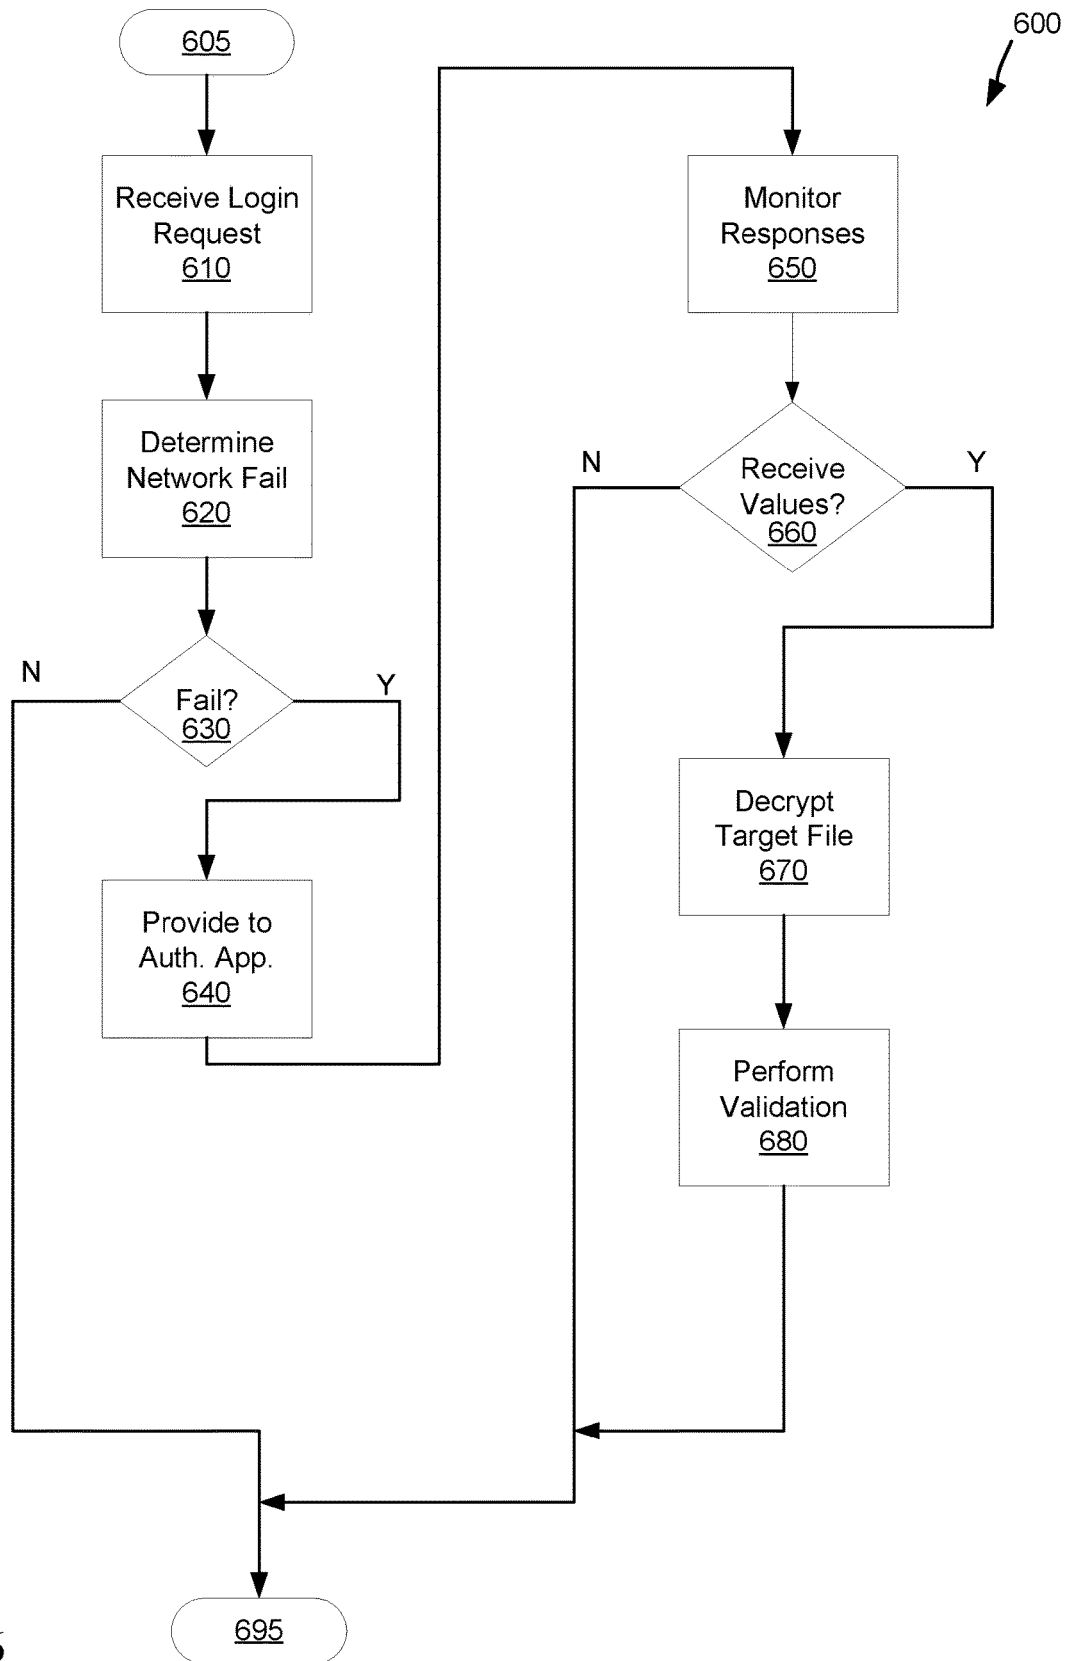 605
600
Receive Login
Request
610
Determine
Network Fail
620
N
Y
Fail?
630
Provide to
Auth. App.
640
Monitor
Responses
650
N
Y
Receive
Values?
660
Decrypt
Target File
670
Perform
Validation
680
695